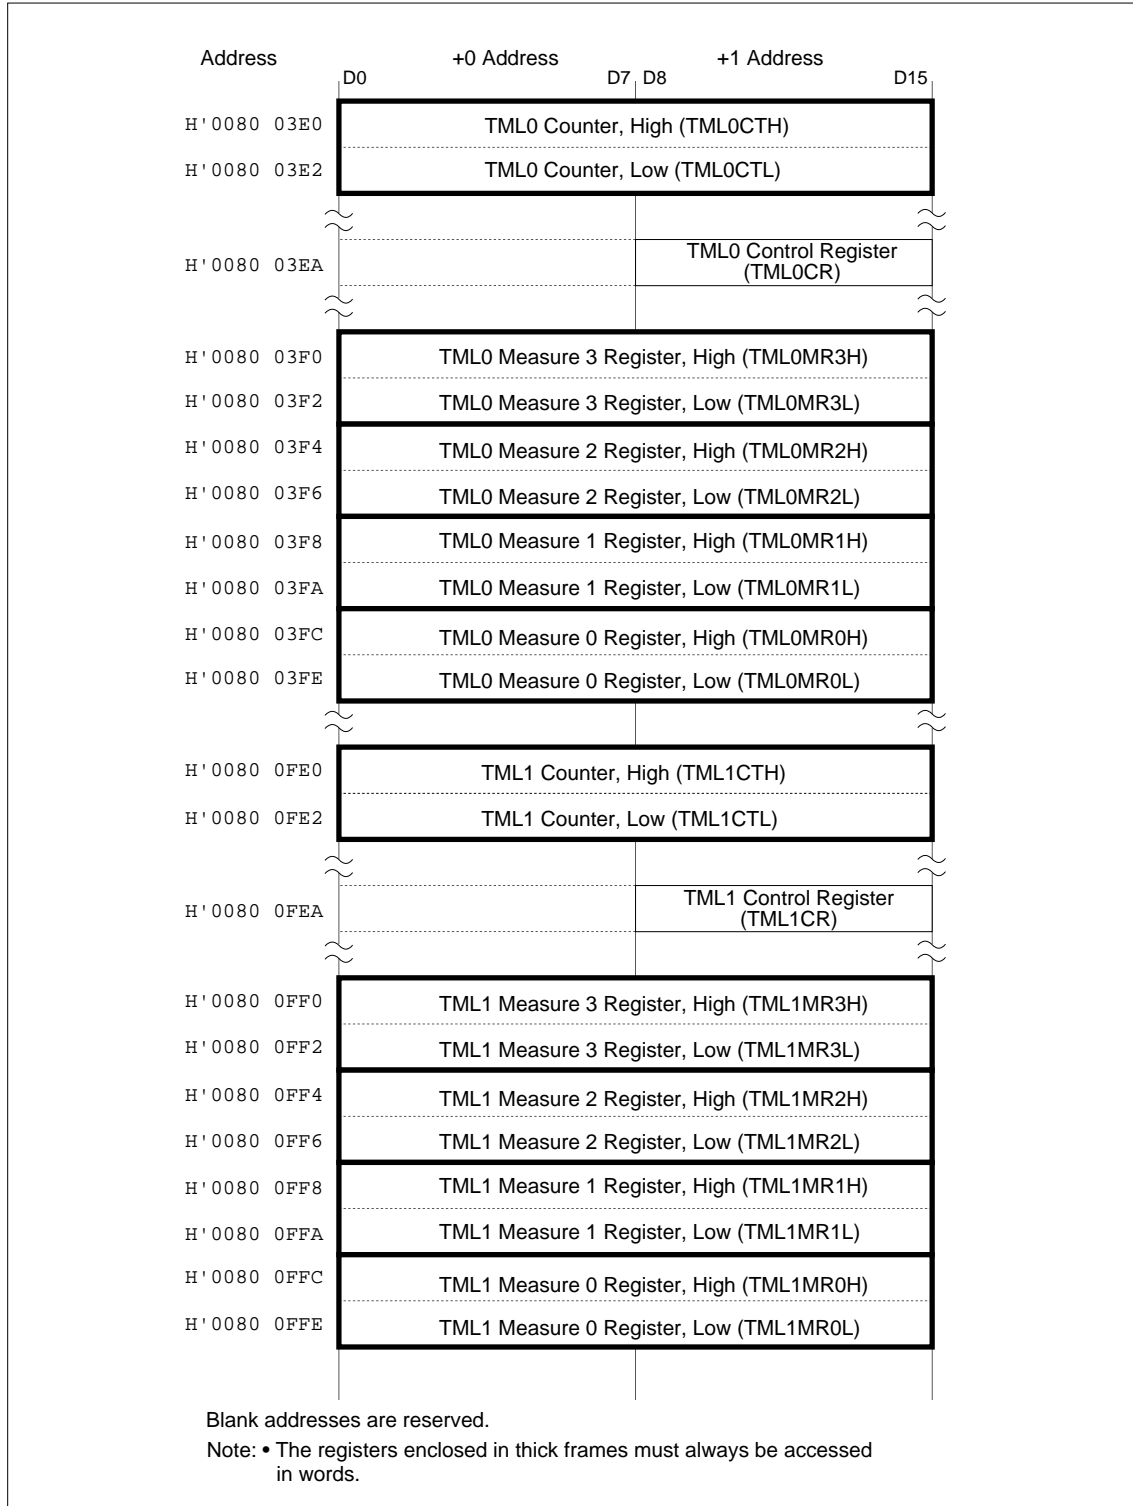 Address +0 Address +1 Address
D0 D7 D8 D15
H'0080 03E0 TML0 Counter, High (TML0CTH)
H'0080 03E2 TML0 Counter, Low (TML0CTL)
H'0080 03EA TML0 Control Register
(TML0CR)
H'0080 03F0 TML0 Measure 3 Register, High (TML0MR3H)
H'0080 03F2 TML0 Measure 3 Register, Low (TML0MR3L)
H'0080 03F4 TML0 Measure 2 Register, High (TML0MR2H)
H'0080 03F6 TML0 Measure 2 Register, Low (TML0MR2L)
H'0080 03F8 TML0 Measure 1 Register, High (TML0MR1H)
H'0080 03FA TML0 Measure 1 Register, Low (TML0MR1L)
H'0080 03FC TML0 Measure 0 Register, High (TML0MR0H)
H'0080 03FE TML0 Measure 0 Register, Low (TML0MR0L)
H'0080 0FE0 TML1 Counter, High (TML1CTH)
H'0080 0FE2 TML1 Counter, Low (TML1CTL)
H'0080 0FEA TML1 Control Register
(TML1CR)
H'0080 0FF0 TML1 Measure 3 Register, High (TML1MR3H)
H'0080 0FF2 TML1 Measure 3 Register, Low (TML1MR3L)
H'0080 0FF4 TML1 Measure 2 Register, High (TML1MR2H)
H'0080 0FF6 TML1 Measure 2 Register, Low (TML1MR2L)
H'0080 0FF8 TML1 Measure 1 Register, High (TML1MR1H)
H'0080 0FFA TML1 Measure 1 Register, Low (TML1MR1L)
H'0080 0FFC TML1 Measure 0 Register, High (TML1MR0H)
H'0080 0FFE TML1 Measure 0 Register, Low (TML1MR0L)
Blank addresses are reserved.
Note: • The registers enclosed in thick frames must always be accessed
in words.